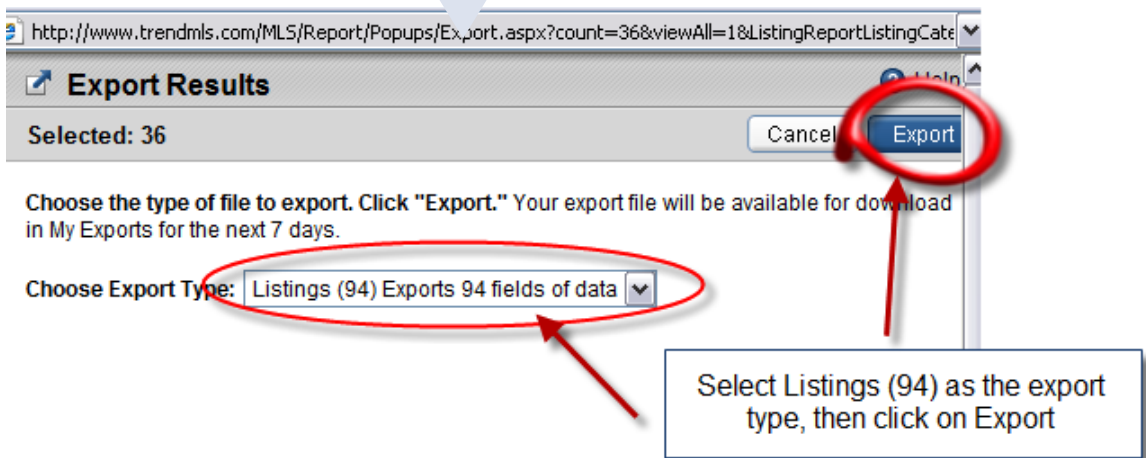 http://www.trendmls.com/MLS/Report/Popups/Export.aspx?count=36&viewAll=1&ListingReportListingCate
Export Results
Help
Selected: 36
Cancel
Export
Choose the type of file to export. Click "Export." Your export file will be available for download
in My Exports for the next 7 days.
Choose Export Type: Listings (94) Exports 94 fields of data
Select Listings (94) as the export
type, then click on Export